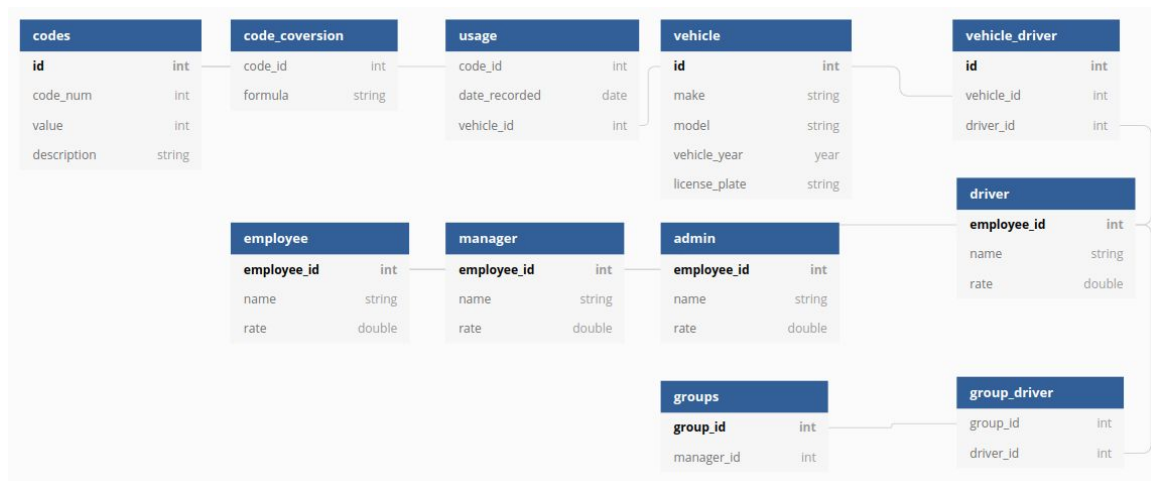 codes
id int
code_num int
value int
description string
code_coversion
code_id int
formula string
usage
code_id int
date_recorded date
vehicle_id int
vehicle
id int
make string
model string
vehicle_year year
license_plate string
vehicle_driver
id int
vehicle_id int
driver_id int
driver
employee_id int
name string
rate double
employee
employee_id int
name string
rate double
manager
employee_id int
name string
rate double
admin
employee_id int
name string
rate double
groups
group_id int
manager_id int
group_driver
group_id int
driver_id int